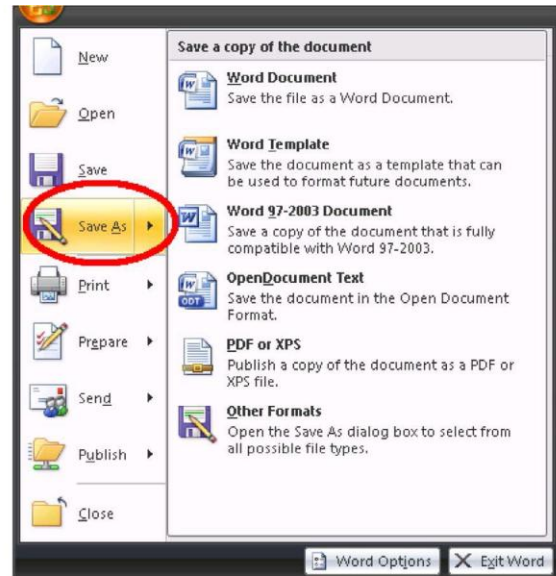 New
Open
Save
Save As
Print
Prepare
Send
Publish
Close
Save a copy of the document
Word Document
Save the file as a Word Document.
Word Template
Save the document as a template that can
be used to format future documents.
Word 97-2003 Document
Save a copy of the document that is fully
compatible with Word 97-2003.
OpenDocument Text
Save the document in the Open Document
Format.
PDF or XPS
Publish a copy of the document as a PDF or
XPS file.
Other Formats
Open the Save As dialog box to select from
all possible file types.
ODT
Word Options
Exit Word